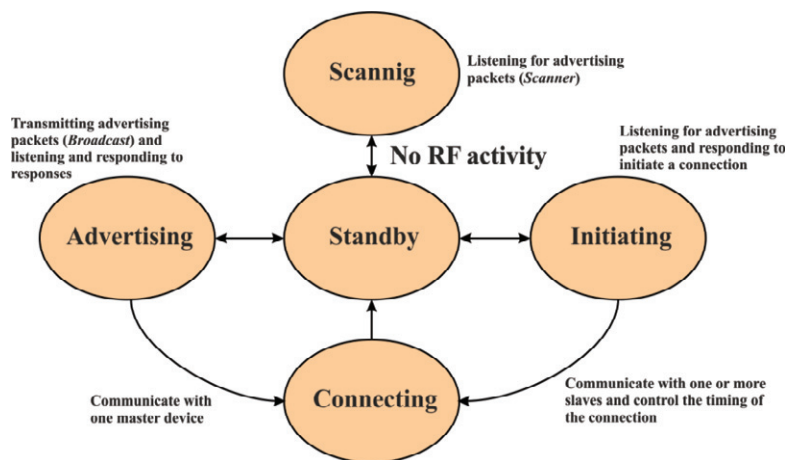 Scannig
Listening for advertising
packets (Scanner)
Transmitting advertising
packets (Broadcast) and
listening and responding to
responses
No RF activity
Listening for advertising
packets and responding to
initiate a connection
Advertising
Standby
Initiating
Communicate with
one master device
Connecting
Communicate with one or more
slaves and control the timing of
the connection